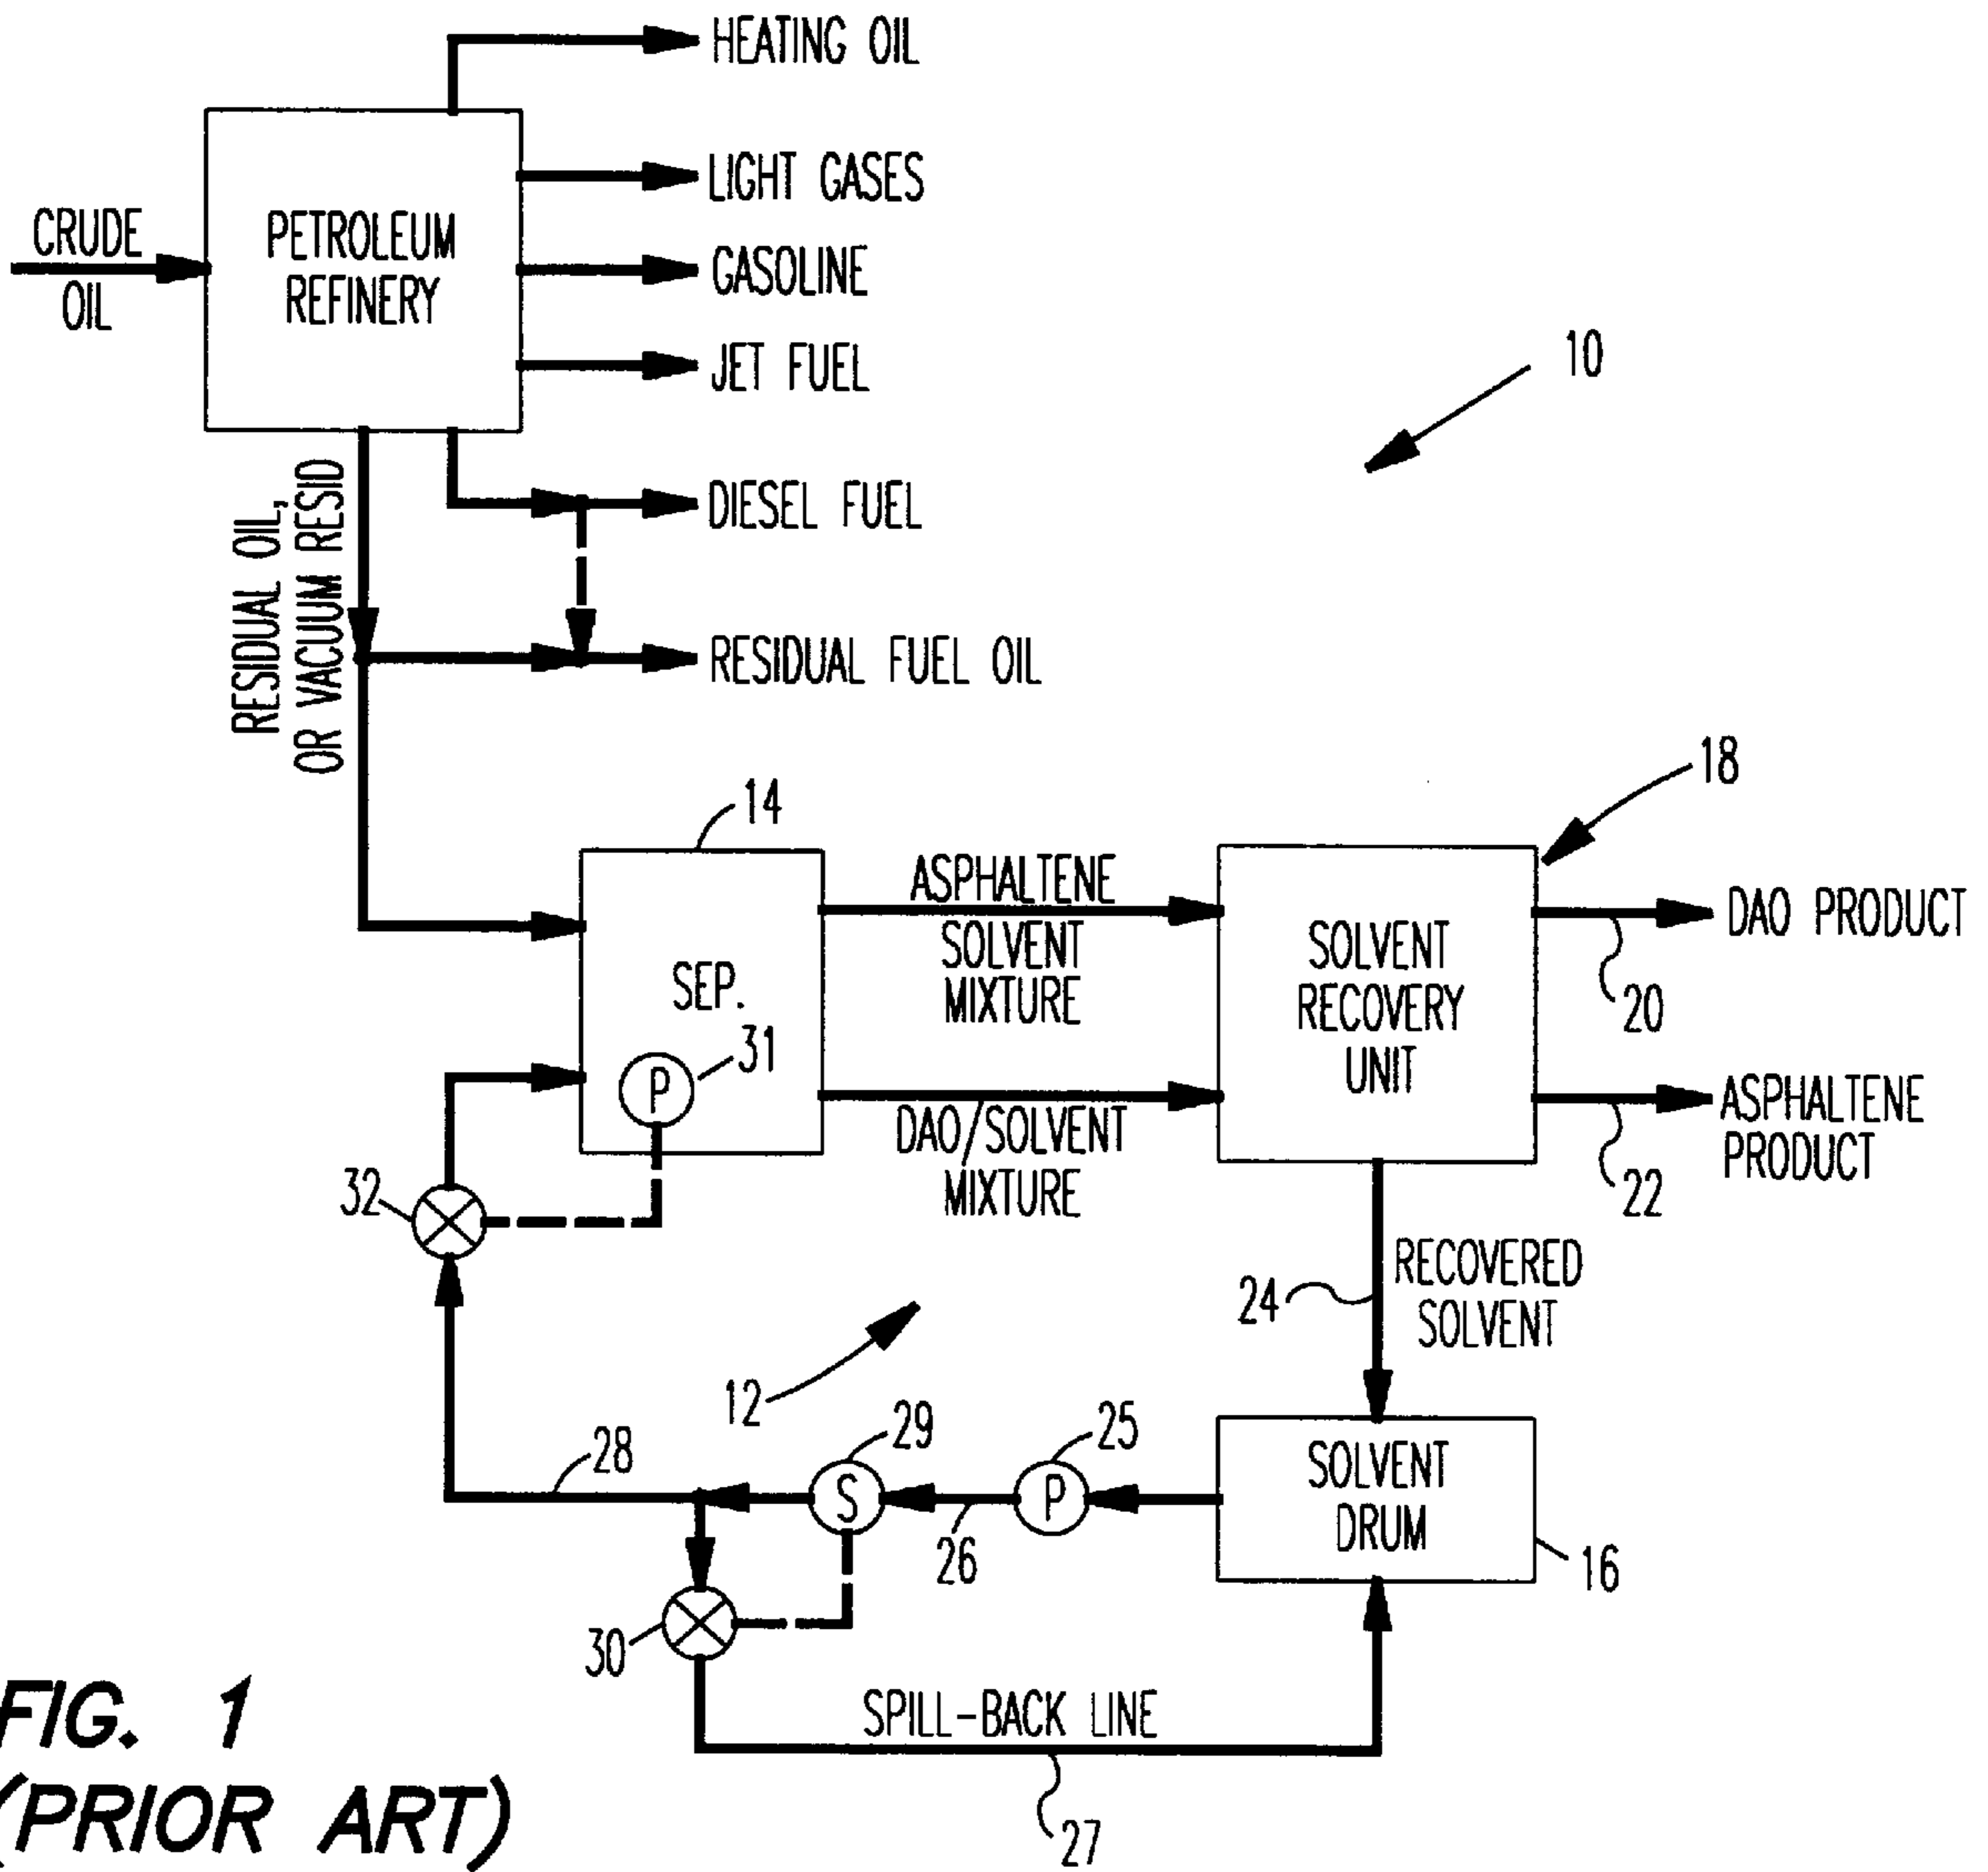 HEATING OIL
LIGHT GASES
CRUDE
OIL
PETROLEUM
REFINERY
GASOLINE
JET FUEL
10
RESIDUAL OIL,
OR VACUUM RESID
DIESEL FUEL
RESIDUAL FUEL OIL
14
18
SEP.
31
P
ASPHALTENE
SOLVENT
MIXTURE
DAO/SOLVENT
MIXTURE
SOLVENT
RECOVERY
UNIT
DAO PRODUCT
20
ASPHALTENE
PRODUCT
22
32
24
RECOVERED
SOLVENT
12
28
29
S
26
25
P
SOLVENT
DRUM
16
30
SPILL-BACK LINE
27
FIG. 1
(PRIOR ART)